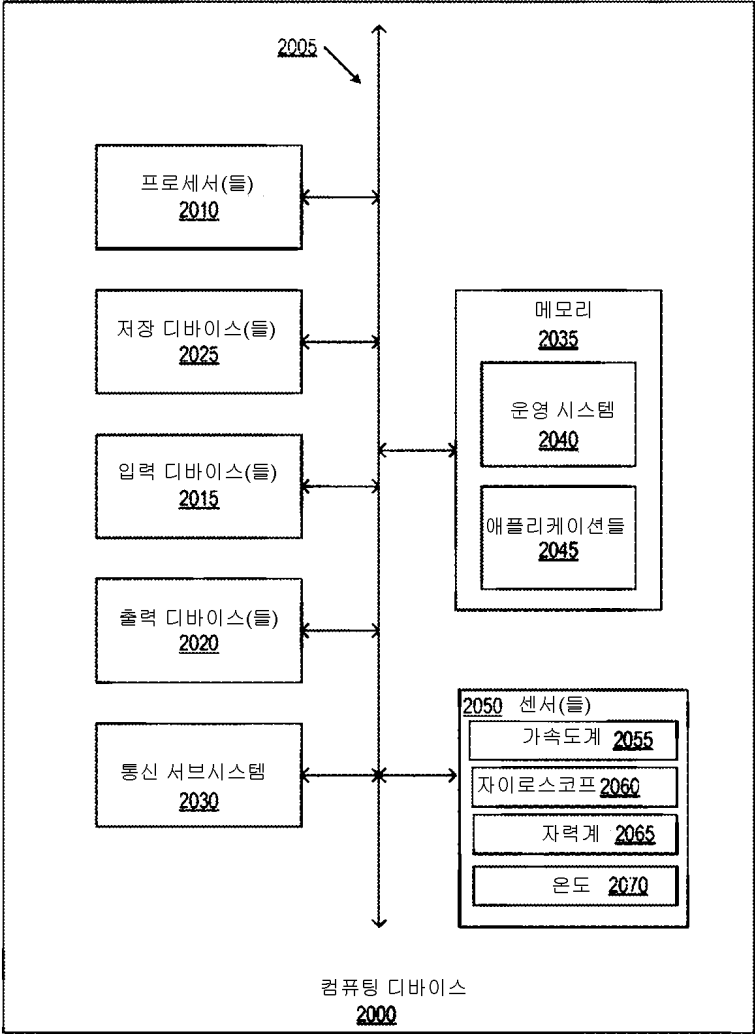 2005
프로세서(들)
2010
저장 디바이스(들)
2025
입력 디바이스(들)
2015
출력 디바이스(들)
2020
통신 서브시스템
2030
메모리
2035
운영 시스템
2040
애플리케이션들
2045
2050 센서(들)
가속도계 2055
자이로스코프 2060
자력계 2065
온도 2070
컴퓨팅 디바이스
2000